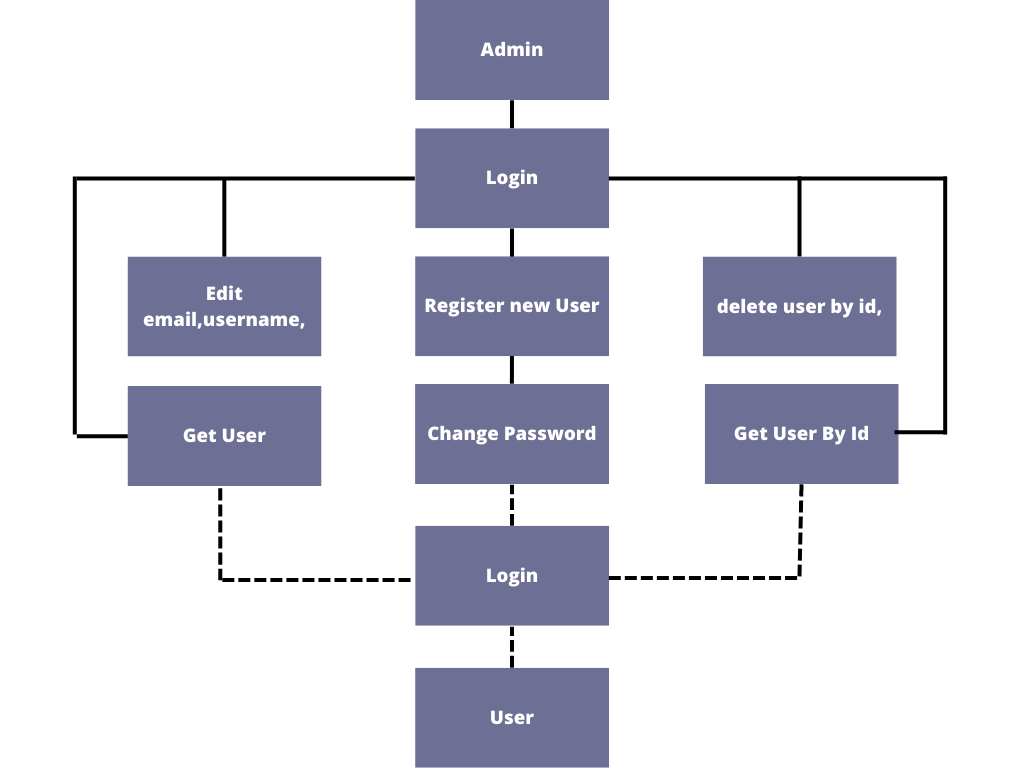 Admin
Login
Edit
email,username,
Register new User
delete user by id,
Get User
Change Password
Get User By Id
Login
User